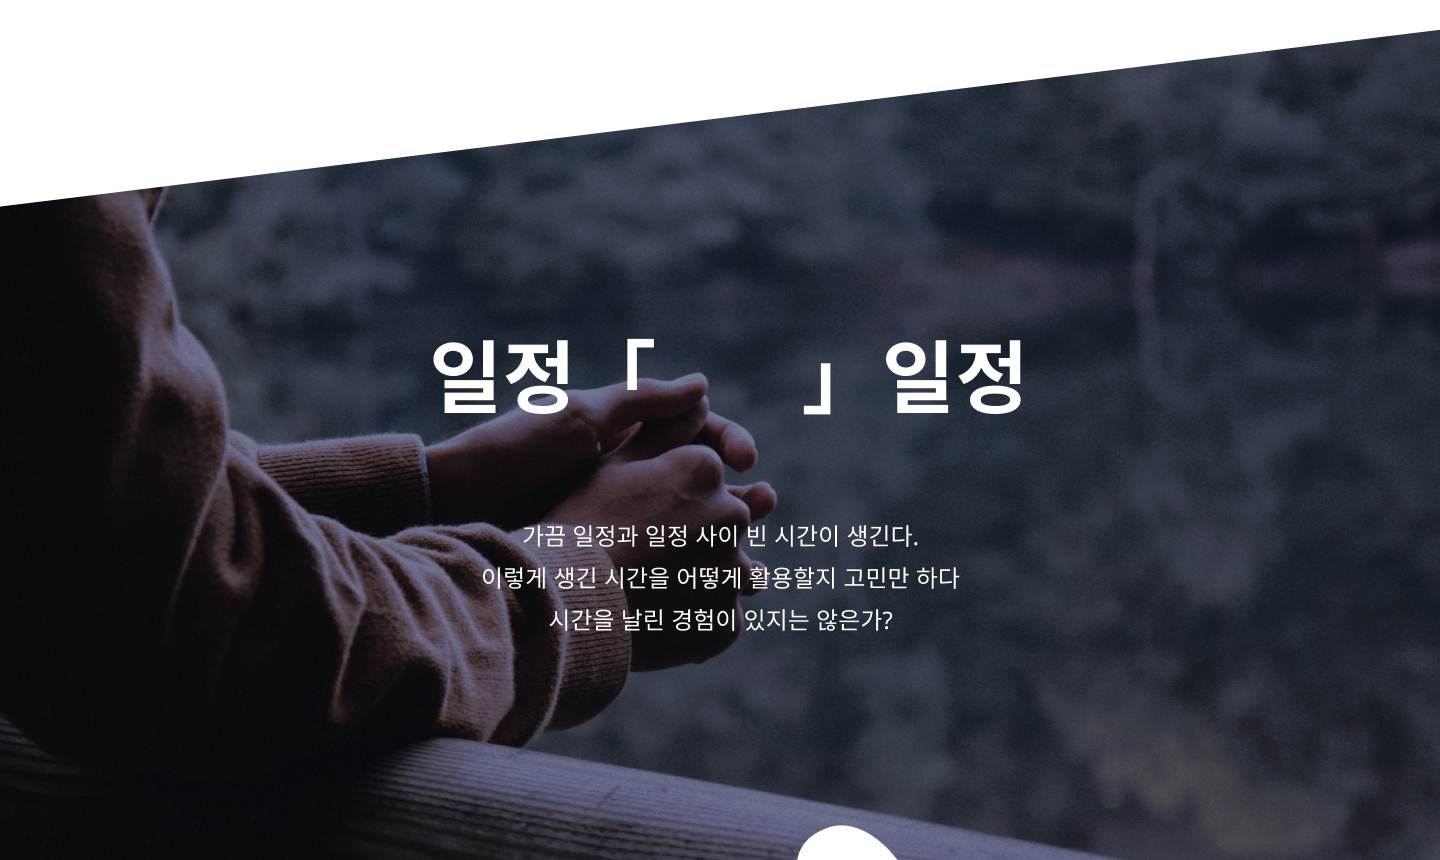 일정「 」일정
가끔 일정과 일정 사이 빈 시간이 생긴다.
이렇게 생긴 시간을 어떻게 활용할지 고민만 하다
시간을 날린 경험이 있지는 않은가?